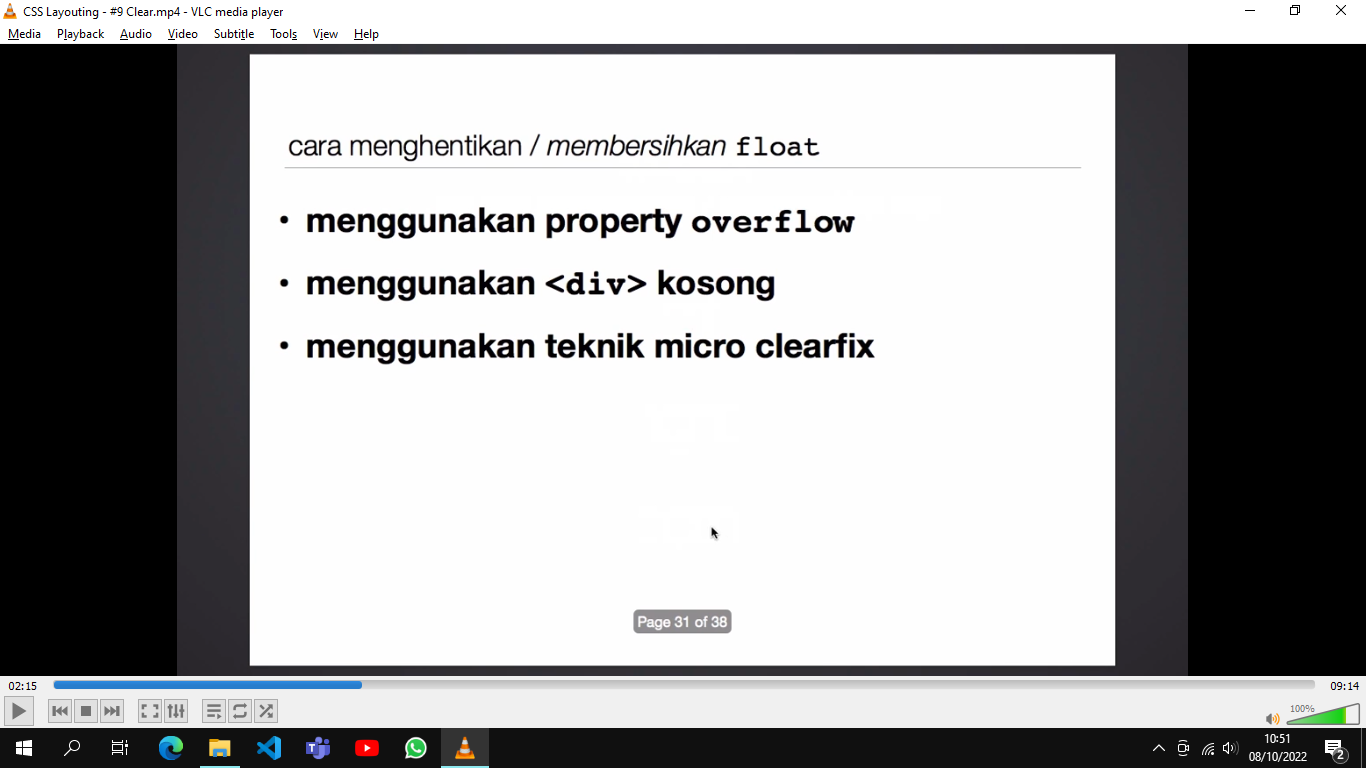 CSS Layouting - #9 Clear.mp4 - VLC media player
Media Playback Audio Video Subtitle Tools View Help
cara menghentikan / membersihkan float
• menggunakan property overflow
• menggunakan <div> kosong
• menggunakan teknik micro clearfix
Page 31 of 38
02:15
09:14
100%
10:51
08/10/2022
2